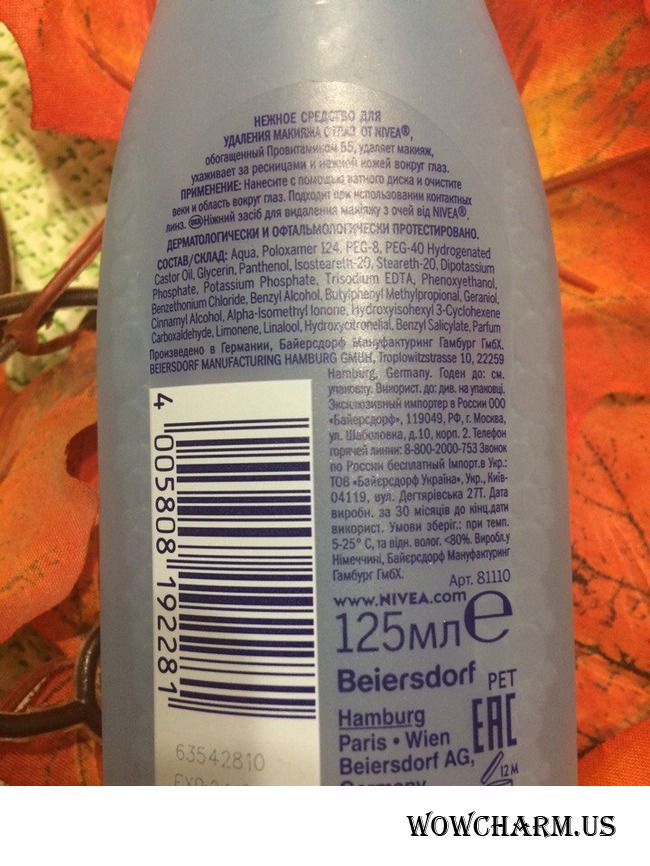 НЕЖНОЕ СРЕДСТВО ДЛЯ
УДАЛЕНИЯ МАКИЯЖА С ГЛАЗ ОТ NIVEA®,
обогащенный Провитамином B5, удаляет макияж,
ухаживает за ресницами и нежной кожей вокруг глаз.
ПРИМЕНЕНИЕ: Нанесите с помощью ватного диска и очистите
веки и область вокруг глаз. Подходит при использовании контактных
линз. UKR Ніжний засіб для видалення макіяжу з очей від NIVEA®.
ДЕРМАТОЛОГИЧЕСКИ И ОФТАЛЬМОЛОГИЧЕСКИ ПРОТЕСТИРОВАНО.
СОСТАВ/СКЛАД: Aqua, Poloxamer 124, PEG-8, PEG-40 Hydrogenated
Castor Oil, Glycerin, Panthenol, Isosteareth-20, Steareth-20, Dipotassium
Phosphate, Potassium Phosphate, Trisodium EDTA, Phenoxyethanol,
Benzethonium Chloride, Benzyl Alcohol, Butylphenyl Methylpropional, Geraniol,
Cinnamyl Alcohol, Alpha-Isomethyl Ionone, Hydroxyisohexyl 3-Cyclohexene
Carboxaldehyde, Limonene, Linalool, Hydroxycitronellal, Benzyl Salicylate, Parfum
Произведено в Германии, Байерсдорф Мануфактуринг Гамбург ГмбХ.
BEIERSDORF MANUFACTURING HAMBURG GMBH, Troplowitzstrasse 10, 22259
Hamburg, Germany. Годен до: см.
упаковку. Використ. до: див. на упаковці.
Эксклюзивный импортер в России ООО
«Байерсдорф», 119049, РФ, г. Москва,
ул. Шаболовка, д.10, корп. 2. Телефон
горячей линии: 8-800-2000-753 Звонок
по России бесплатный Імпорт.в Укр.:
ТОВ «Байєрсдорф Україна», Укр., Київ-
04119, вул. Дегтярівська 27Т. Дата
виробн. за 30 місяців до кінц.дати
використ. Умови зберіг.: при темп.
5-25° C, та відн. волог. <80%. Вироблу
Німеччині, Байєрсдорф Мануфактуринг
Гамбург ГмбХ.
Арт. 81110
www.NIVEA.com
125мл e
Beiersdorf PET
Hamburg
Paris • Wien
Beiersdorf AG,
Germany
EAC
12M
4 005808 192281
63542810
EXP
WOWCHARM.US